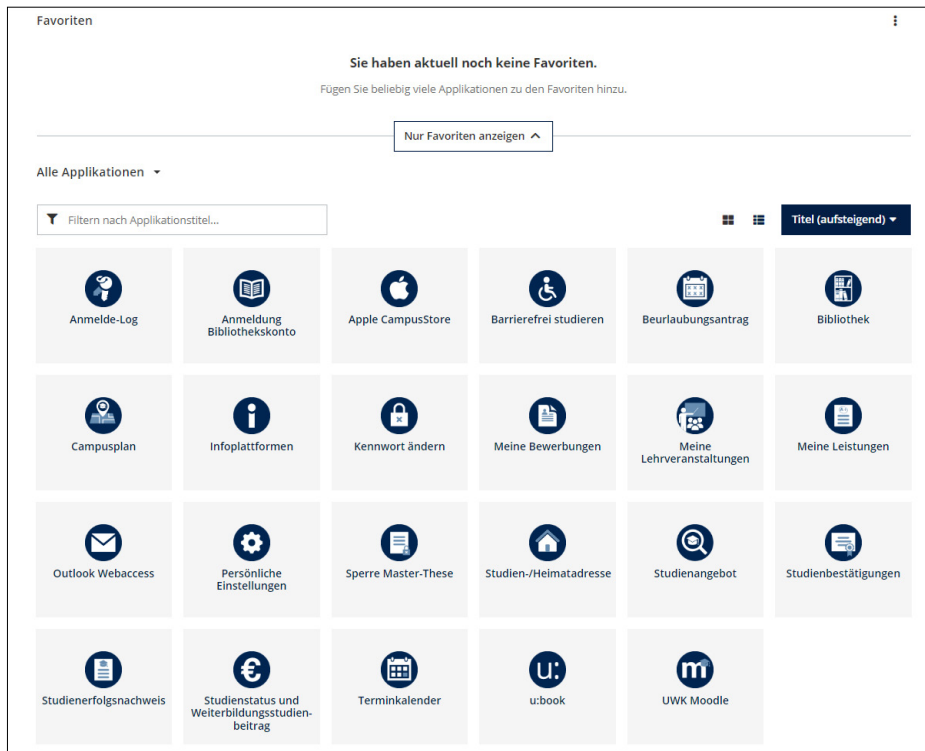 Favoriten
Sie haben aktuell noch keine Favoriten.
Fügen Sie beliebig viele Applikationen zu den Favoriten hinzu.
Nur Favoriten anzeigen
Alle Applikationen
Filtern nach Applikationstitel...
Titel (aufsteigend)
Anmelde-Log
Anmeldung
Bibliothekskonto
Apple CampusStore
Barrierefrei studieren
Beurlaubungsantrag
Bibliothek
Campusplan
Infoplattformen
Kennwort ändern
Meine Bewerbungen
Meine
Lehrveranstaltungen
Meine Leistungen
Outlook Webaccess
Persönliche
Einstellungen
Sperre Master-These
Studien-/Heimatadresse
Studienangebot
Studienbestätigungen
Studienerfolgsnachweis
€
Studienstatus und
Weiterbildungsstudien-
beitrag
Terminkalender
u:
u:book
m
UWK Moodle